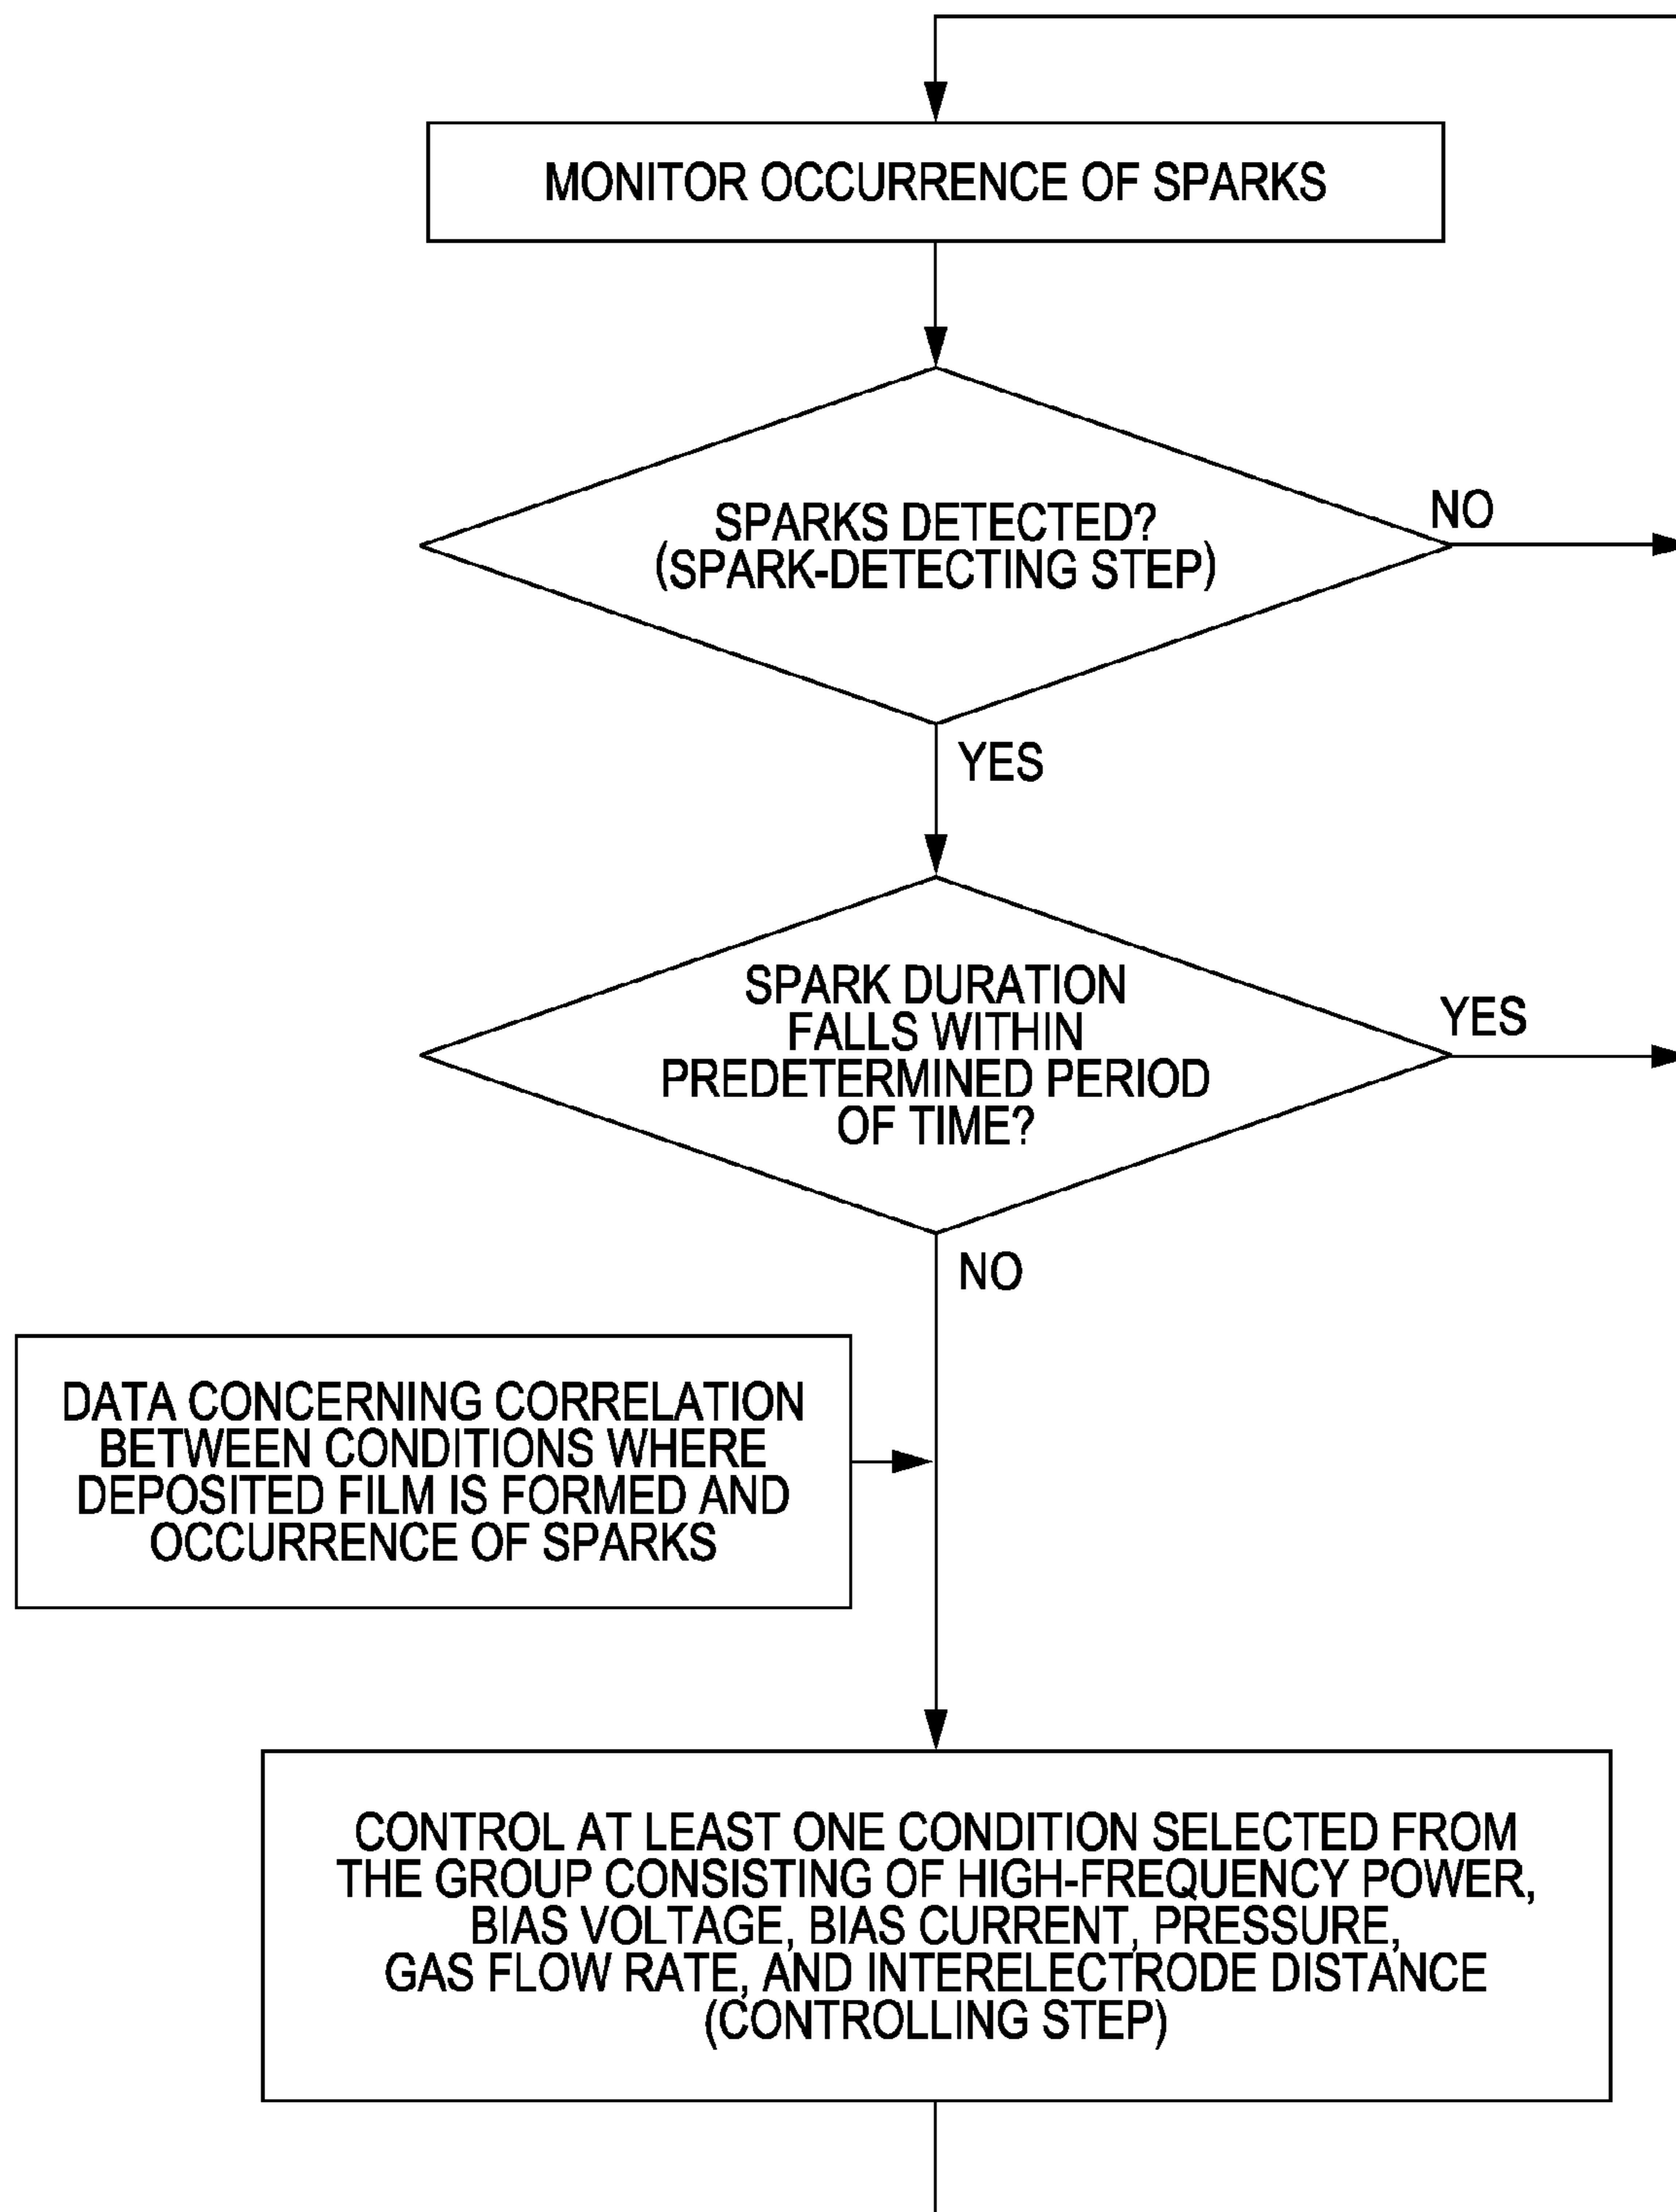 MONITOR OCCURRENCE OF SPARKS
SPARKS DETECTED?
(SPARK-DETECTING STEP)
NO
YES
SPARK DURATION
FALLS WITHIN
PREDETERMINED PERIOD
OF TIME?
YES
NO
DATA CONCERNING CORRELATION
BETWEEN CONDITIONS WHERE
DEPOSITED FILM IS FORMED AND
OCCURRENCE OF SPARKS
CONTROL AT LEAST ONE CONDITION SELECTED FROM
THE GROUP CONSISTING OF HIGH-FREQUENCY POWER,
BIAS VOLTAGE, BIAS CURRENT, PRESSURE,
GAS FLOW RATE, AND INTERELECTRODE DISTANCE
(CONTROLLING STEP)